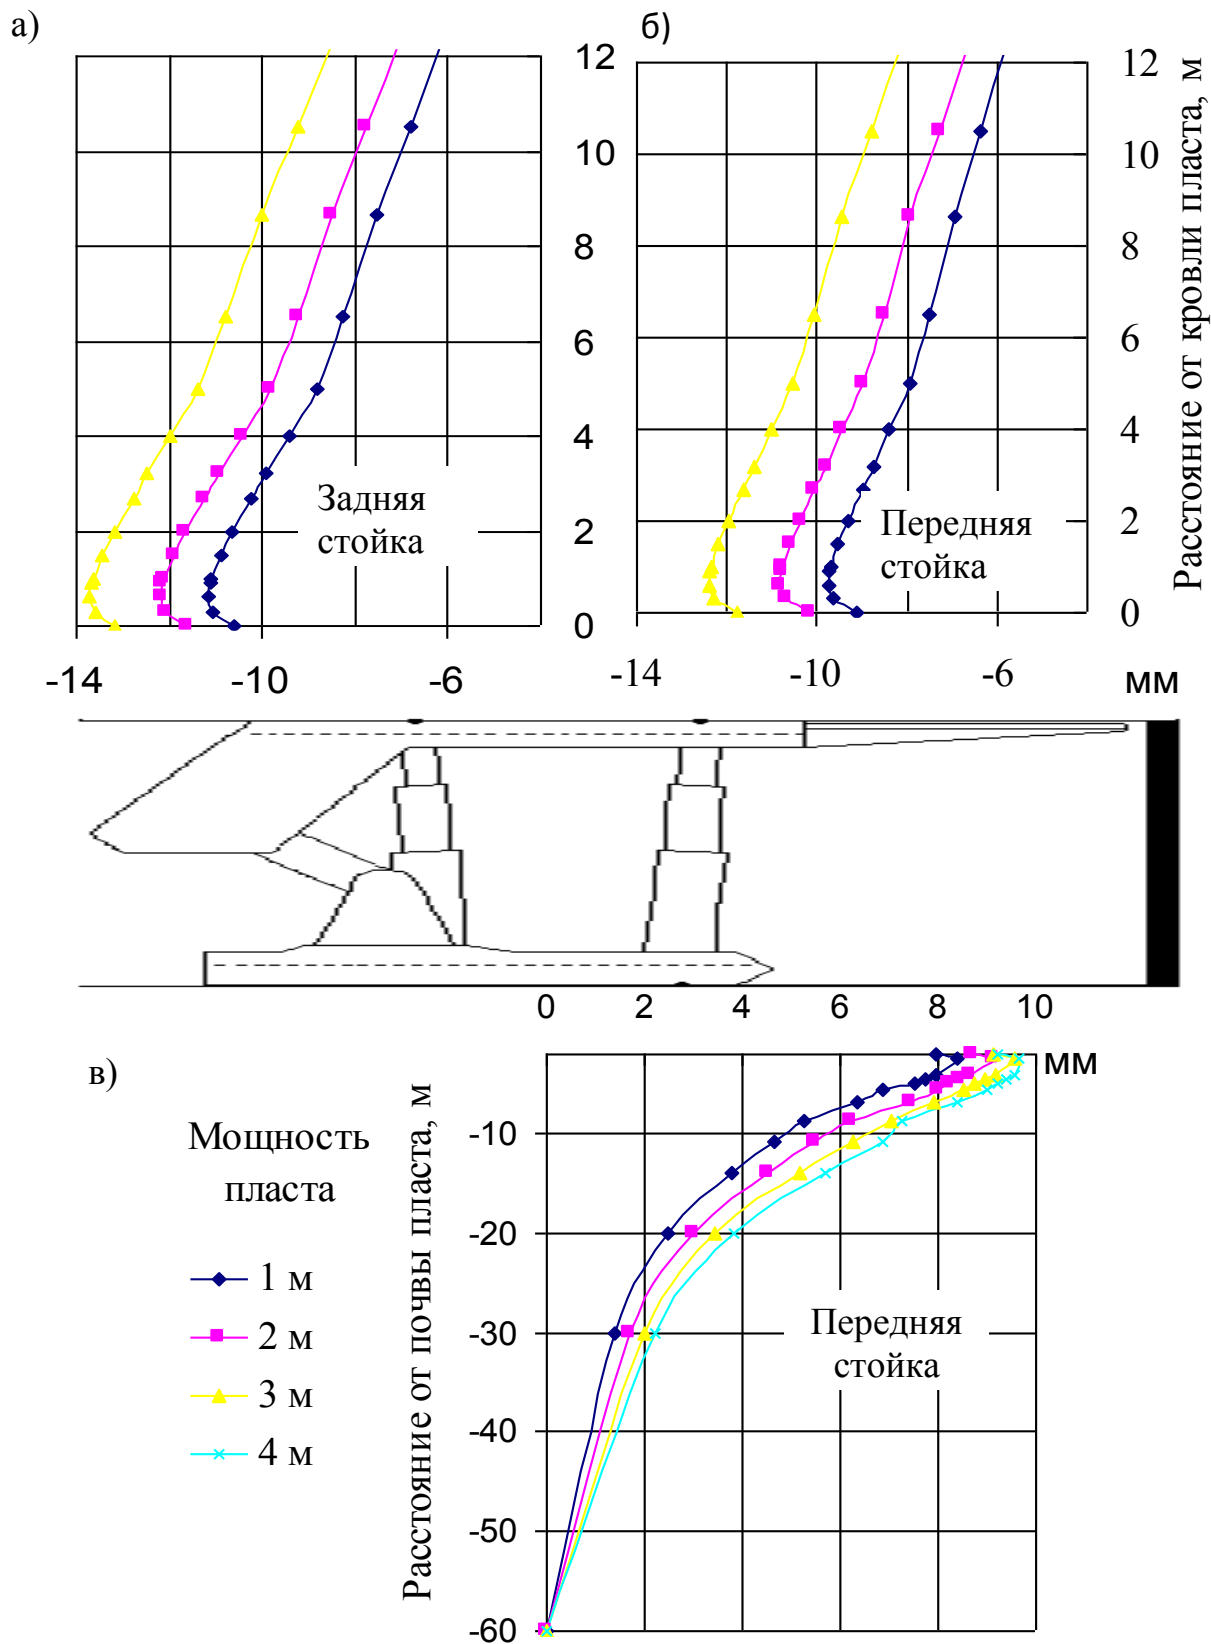 а)
б)
12
10
8
6
4
2
0
Задняя
стойка
-14
-10
-6
12
10
8
6
4
2
0
Передняя
стойка
-14
-10
-6
мм
Расстояние от кровли пласта, м
0
2
4
6
8
10
мм
в)
Мощность
пласта
1 м
2 м
3 м
4 м
Расстояние от почвы пласта, м
-10
-20
-30
-40
-50
-60
Передняя
стойка